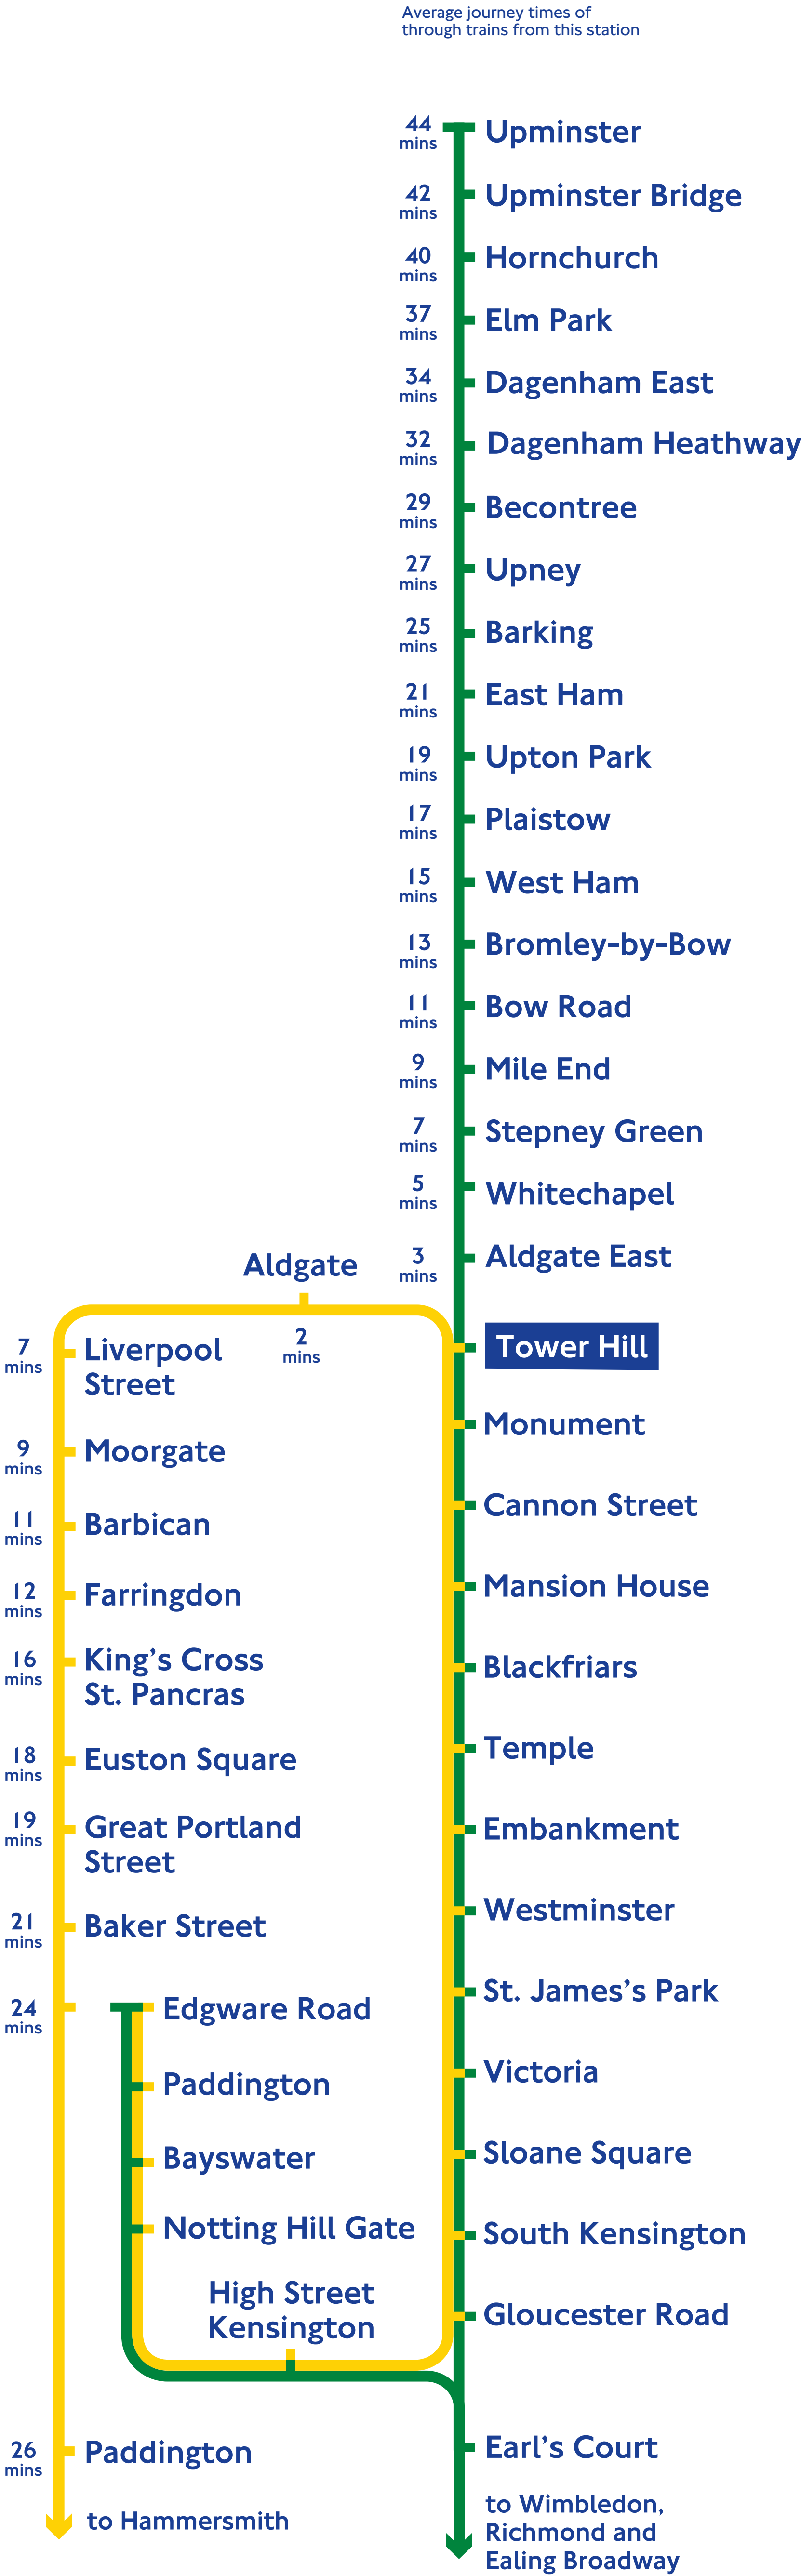 Average journey times of
through trains from this station
44
mins
Upminster
42
mins
Upminster Bridge
40
mins
Hornchurch
37
mins
Elm Park
34
mins
Dagenham East
32
mins
Dagenham Heathway
29
mins
Becontree
27
mins
Upney
25
mins
Barking
21
mins
East Ham
19
mins
Upton Park
17
mins
Plaistow
15
mins
West Ham
13
mins
Bromley-by-Bow
11
mins
Bow Road
9
mins
Mile End
7
mins
Stepney Green
5
mins
Whitechapel
3
mins
Aldgate East
Aldgate
2
mins
Tower Hill
Monument
Cannon Street
Mansion House
Blackfriars
Temple
Embankment
Westminster
St. James’s Park
Victoria
Sloane Square
South Kensington
Gloucester Road
Earl’s Court
to Wimbledon,
Richmond and
Ealing Broadway
7
mins
Liverpool
Street
9
mins
Moorgate
11
mins
Barbican
12
mins
Farringdon
16
mins
King’s Cross
St. Pancras
18
mins
Euston Square
19
mins
Great Portland
Street
21
mins
Baker Street
24
mins
Edgware Road
Paddington
Bayswater
Notting Hill Gate
High Street
Kensington
26
mins
Paddington
to Hammersmith